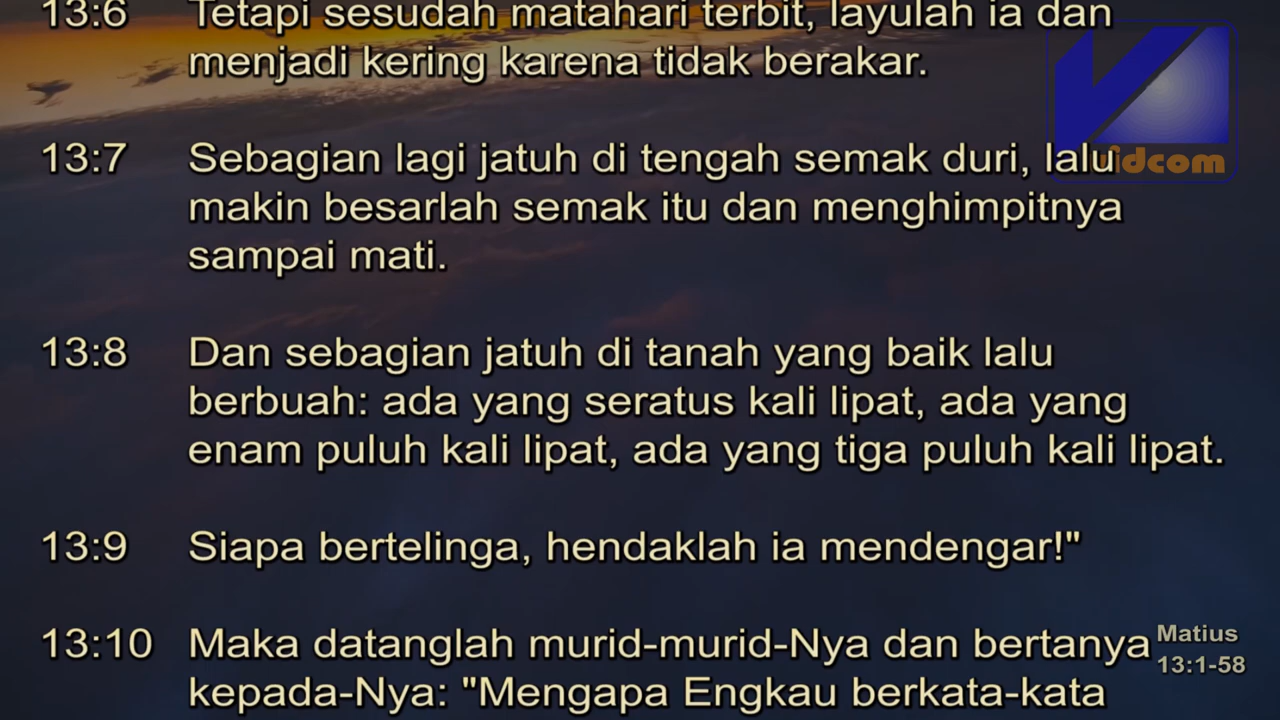 13:6 Tetapi sesudah matahari terbit, layulah ia dan
menjadi kering karena tidak berakar.
13:7 Sebagian lagi jatuh di tengah semak duri, lalu
makin besarlah semak itu dan menghimpitnya
sampai mati.
13:8 Dan sebagian jatuh di tanah yang baik lalu
berbuah: ada yang seratus kali lipat, ada yang
enam puluh kali lipat, ada yang tiga puluh kali lipat.
13:9 Siapa bertelinga, hendaklah ia mendengar!"
13:10 Maka datanglah murid-murid-Nya dan bertanya
kepada-Nya: "Mengapa Engkau berkata-kata
Matius
13:1-58